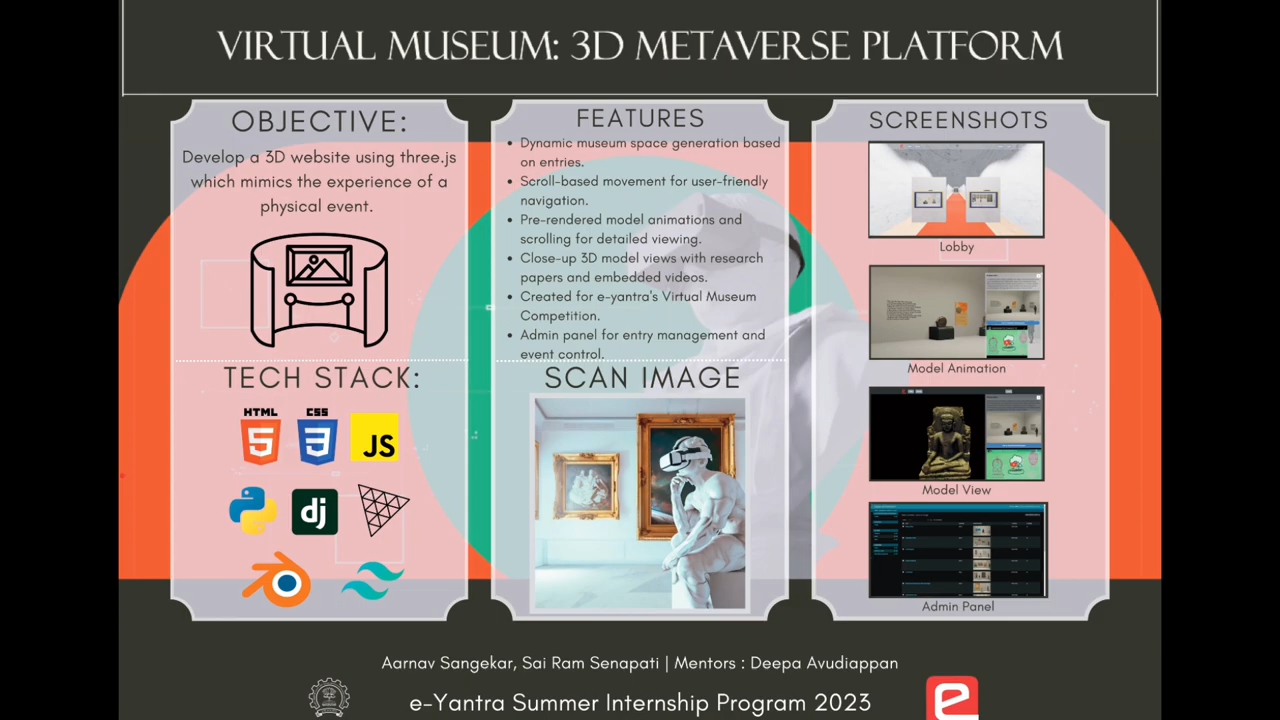 VIRTUAL MUSEUM: 3D METAVERSE PLATFORM
OBJECTIVE:
Develop a 3D website using three.js
which mimics the experience of a
physical event.
TECH STACK:
HTML
5
CSS
3
JS
dj
FEATURES
• Dynamic museum space generation based
on entries.
• Scroll-based movement for user-friendly
navigation.
• Pre-rendered model animations and
scrolling for detailed viewing.
• Close-up 3D model views with research
papers and embedded videos.
• Created for e-yantra's Virtual Museum
Competition.
• Admin panel for entry management and
event control.
SCAN IMAGE
SCREENSHOTS
Lobby
Model Animation
Model View
Admin Panel
Aarnav Sangekar, Sai Ram Senapati | Mentors : Deepa Avudiappan
e-Yantra Summer Internship Program 2023
e